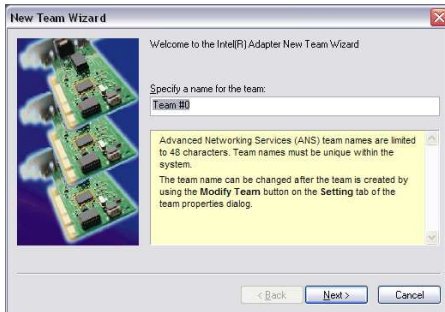 New Team Wizard
Welcome to the Intel(R) Adapter New Team Wizard
Specify a name for the team:
Team #0
Advanced Networking Services (ANS) team names are limited
to 48 characters. Team names must be unique within the
system.
The team name can be changed after the team is created by
using the Modify Team button on the Setting tab of the
team properties dialog.
< Back
Next >
Cancel